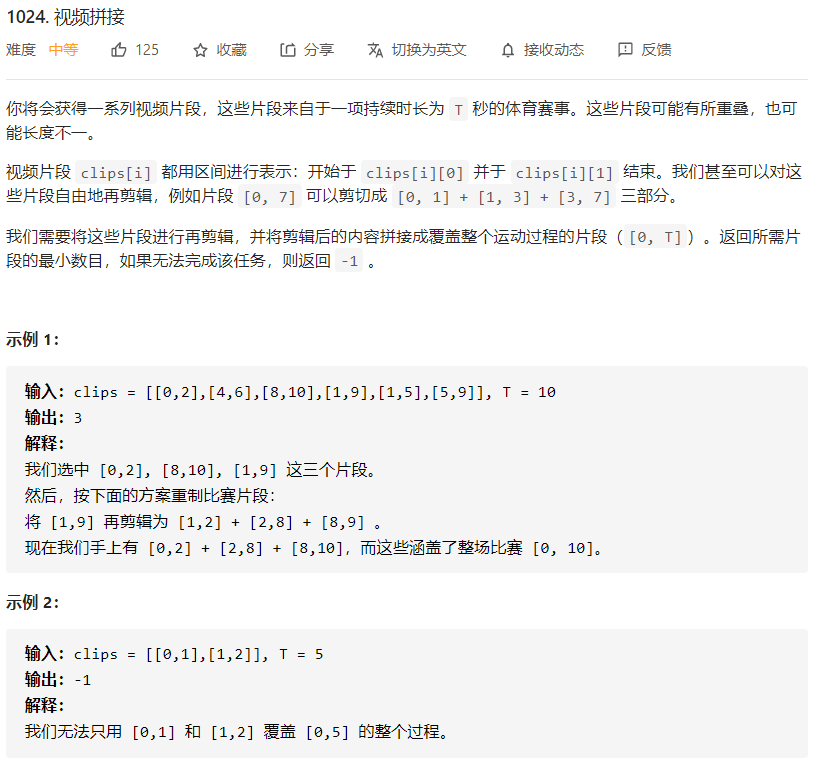 1024. 视频拼接
难度 中等 125 收藏 分享 切换为英文 接收动态 反馈
你将会获得一系列视频片段，这些片段来自于一项持续时长为 T 秒的体育赛事。这些片段可能有所重叠，也可
能长度不一。
视频片段 clips[i] 都用区间进行表示：开始于 clips[i][0] 并于 clips[i][1] 结束。我们甚至可以对这
些片段自由地再剪辑，例如片段 [0, 7] 可以剪切成 [0, 1] + [1, 3] + [3, 7] 三部分。
我们需要将这些片段进行再剪辑，并将剪辑后的内容拼接成覆盖整个运动过程的片段（[0, T]）。返回所需片
段的最小数目，如果无法完成该任务，则返回 -1 。
示例 1：
输入：clips = [[0,2],[4,6],[8,10],[1,9],[1,5],[5,9]], T = 10
输出：3
解释：
我们选中 [0,2], [8,10], [1,9] 这三个片段。
然后，按下面的方案重制比赛片段：
将 [1,9] 再剪辑为 [1,2] + [2,8] + [8,9] 。
现在我们手上有 [0,2] + [2,8] + [8,10]，而这些涵盖了整场比赛 [0, 10]。
示例 2：
输入：clips = [[0,1],[1,2]], T = 5
输出：-1
解释：
我们无法只用 [0,1] 和 [1,2] 覆盖 [0,5] 的整个过程。